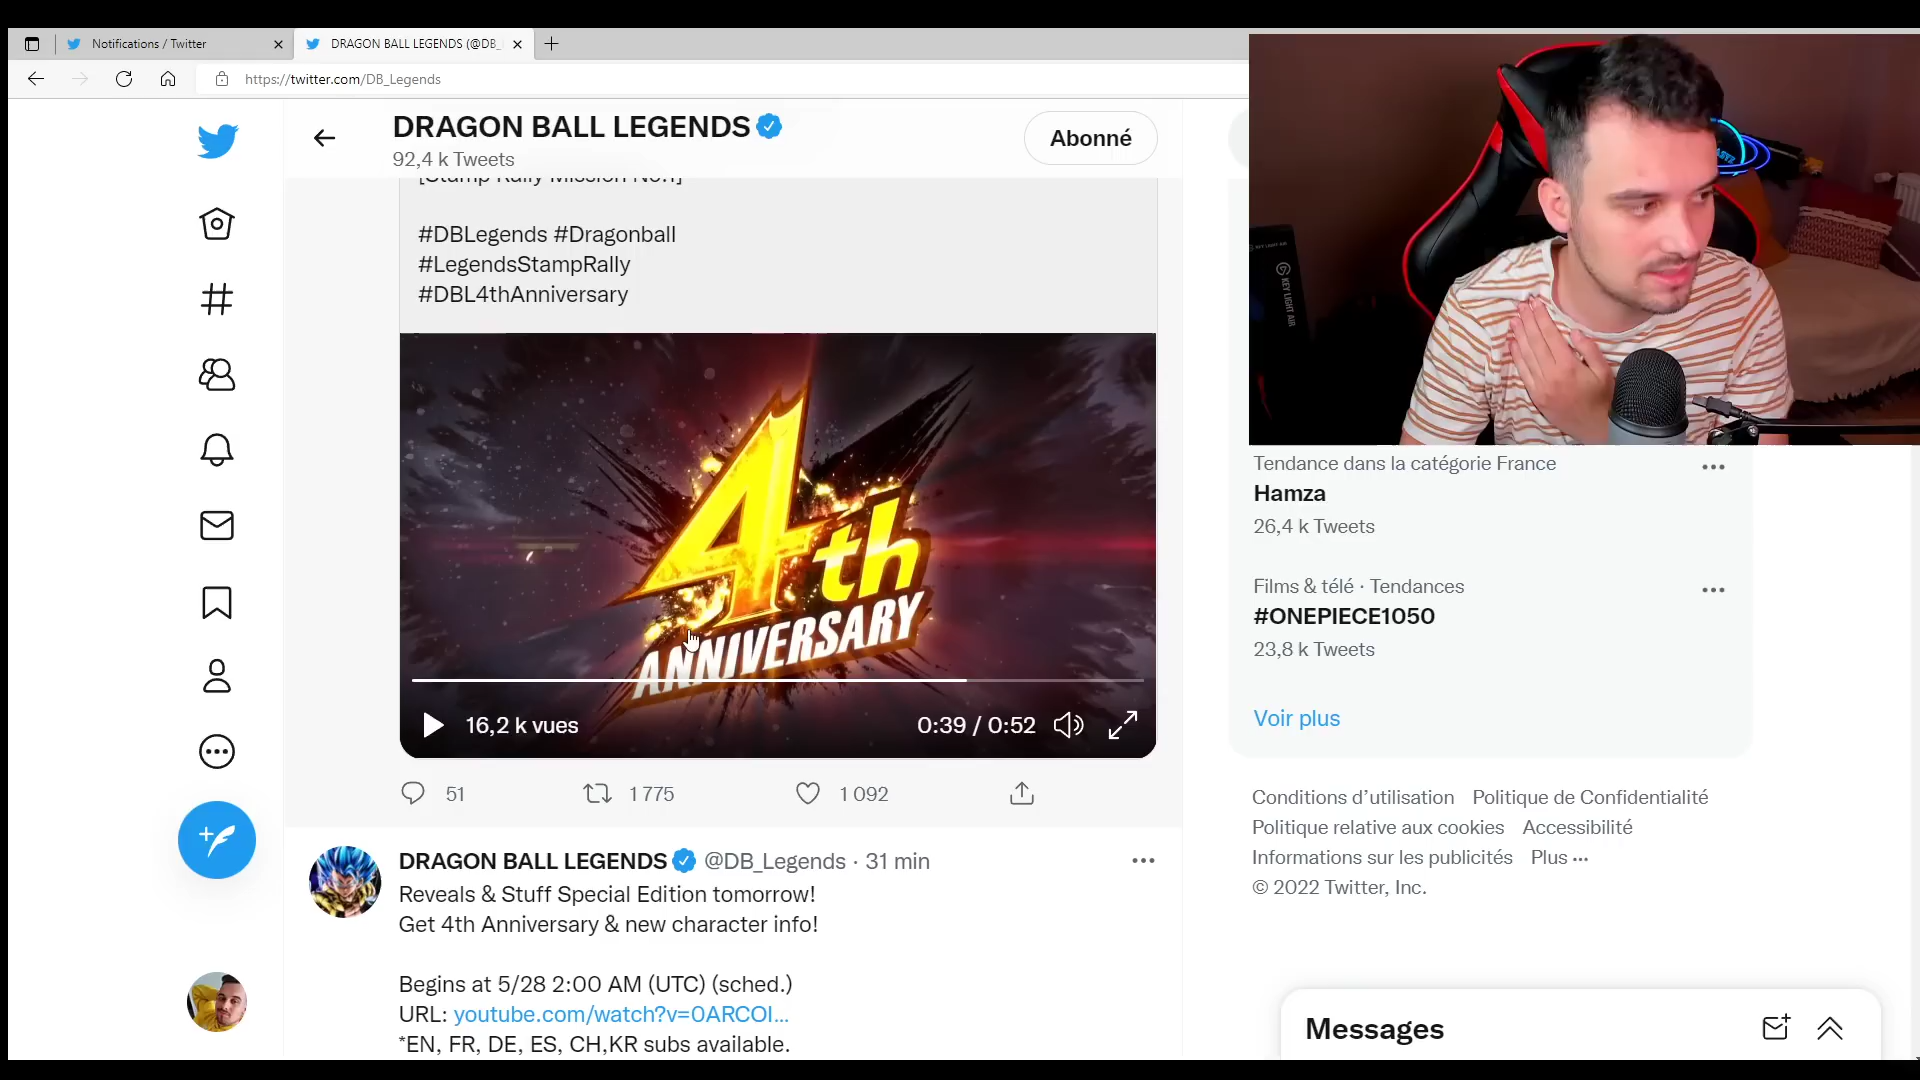 Notifications / Twitter
DRAGON BALL LEGENDS (@DB_
https://twitter.com/DB_Legends
DRAGON BALL LEGENDS
92,4 k Tweets
Abonné
[Stamp Rally Mission No.1]
#DBLegends #Dragonball
#LegendsStampRally
#DBL4thAnniversary
4th
ANNIVERSARY
16,2 k vues
0:39 / 0:52
51
1 775
1 092
DRAGON BALL LEGENDS @DB_Legends · 31 min
Reveals & Stuff Special Edition tomorrow!
Get 4th Anniversary & new character info!
Begins at 5/28 2:00 AM (UTC) (sched.)
URL: youtube.com/watch?v=0ARCOI...
*EN, FR, DE, ES, CH,KR subs available.
KEY LIGHT AIR
Tendance dans la catégorie France
Hamza
26,4 k Tweets
Films & télé · Tendances
#ONEPIECE1050
23,8 k Tweets
Voir plus
Conditions d’utilisation Politique de Confidentialité
Politique relative aux cookies Accessibilité
Informations sur les publicités Plus ...
© 2022 Twitter, Inc.
Messages